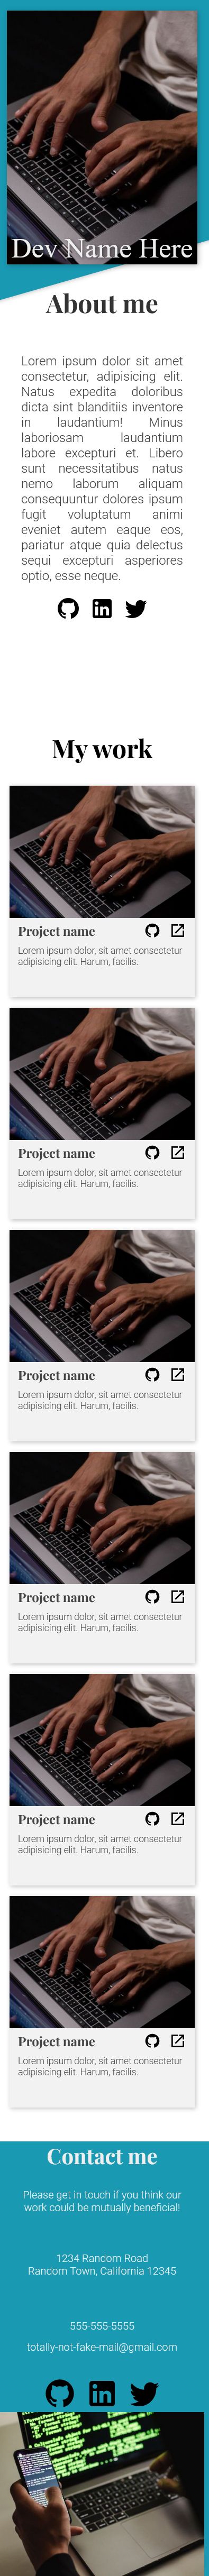 Dev Name Here
About me
Lorem ipsum dolor sit amet
consectetur, adipisicing elit.
Natus expedita doloribus
dicta sint blanditiis inventore
in laudantium! Minus
laboriosam laudantium
labore excepturi et. Libero
sunt necessitatibus natus
nemo laborum aliquam
consequuntur dolores ipsum
fugit voluptatum animi
eveniet autem eaque eos,
pariatur atque quia delectus
sequi excepturi asperiores
optio, esse neque.
My work
Project name
Lorem ipsum dolor, sit amet consectetur
adipisicing elit. Harum, facilis.
Project name
Lorem ipsum dolor, sit amet consectetur
adipisicing elit. Harum, facilis.
Project name
Lorem ipsum dolor, sit amet consectetur
adipisicing elit. Harum, facilis.
Project name
Lorem ipsum dolor, sit amet consectetur
adipisicing elit. Harum, facilis.
Project name
Lorem ipsum dolor, sit amet consectetur
adipisicing elit. Harum, facilis.
Project name
Lorem ipsum dolor, sit amet consectetur
adipisicing elit. Harum, facilis.
Contact me
Please get in touch if you think our
work could be mutually beneficial!
1234 Random Road
Random Town, California 12345
555-555-5555
totally-not-fake-mail@gmail.com